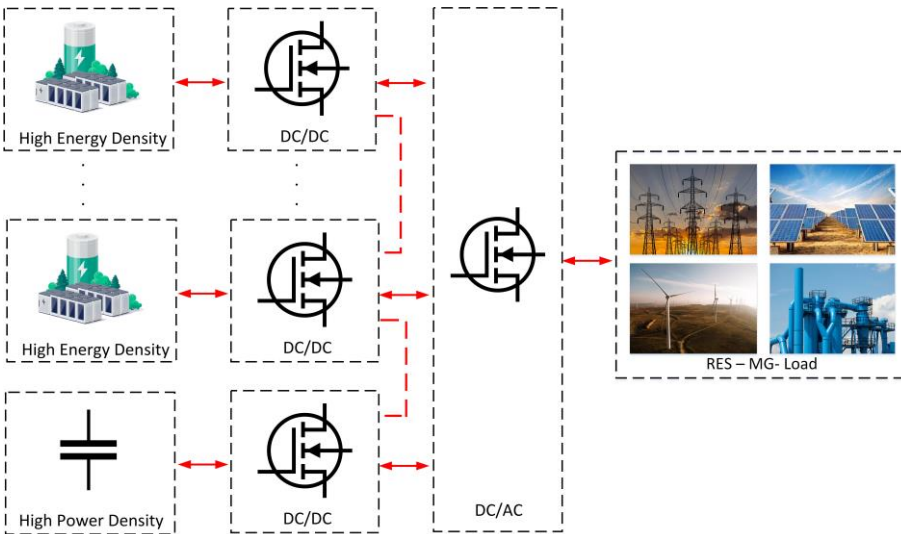 High Energy Density
DC/DC
High Energy Density
DC/DC
High Power Density
DC/DC
DC/AC
RES – MG- Load